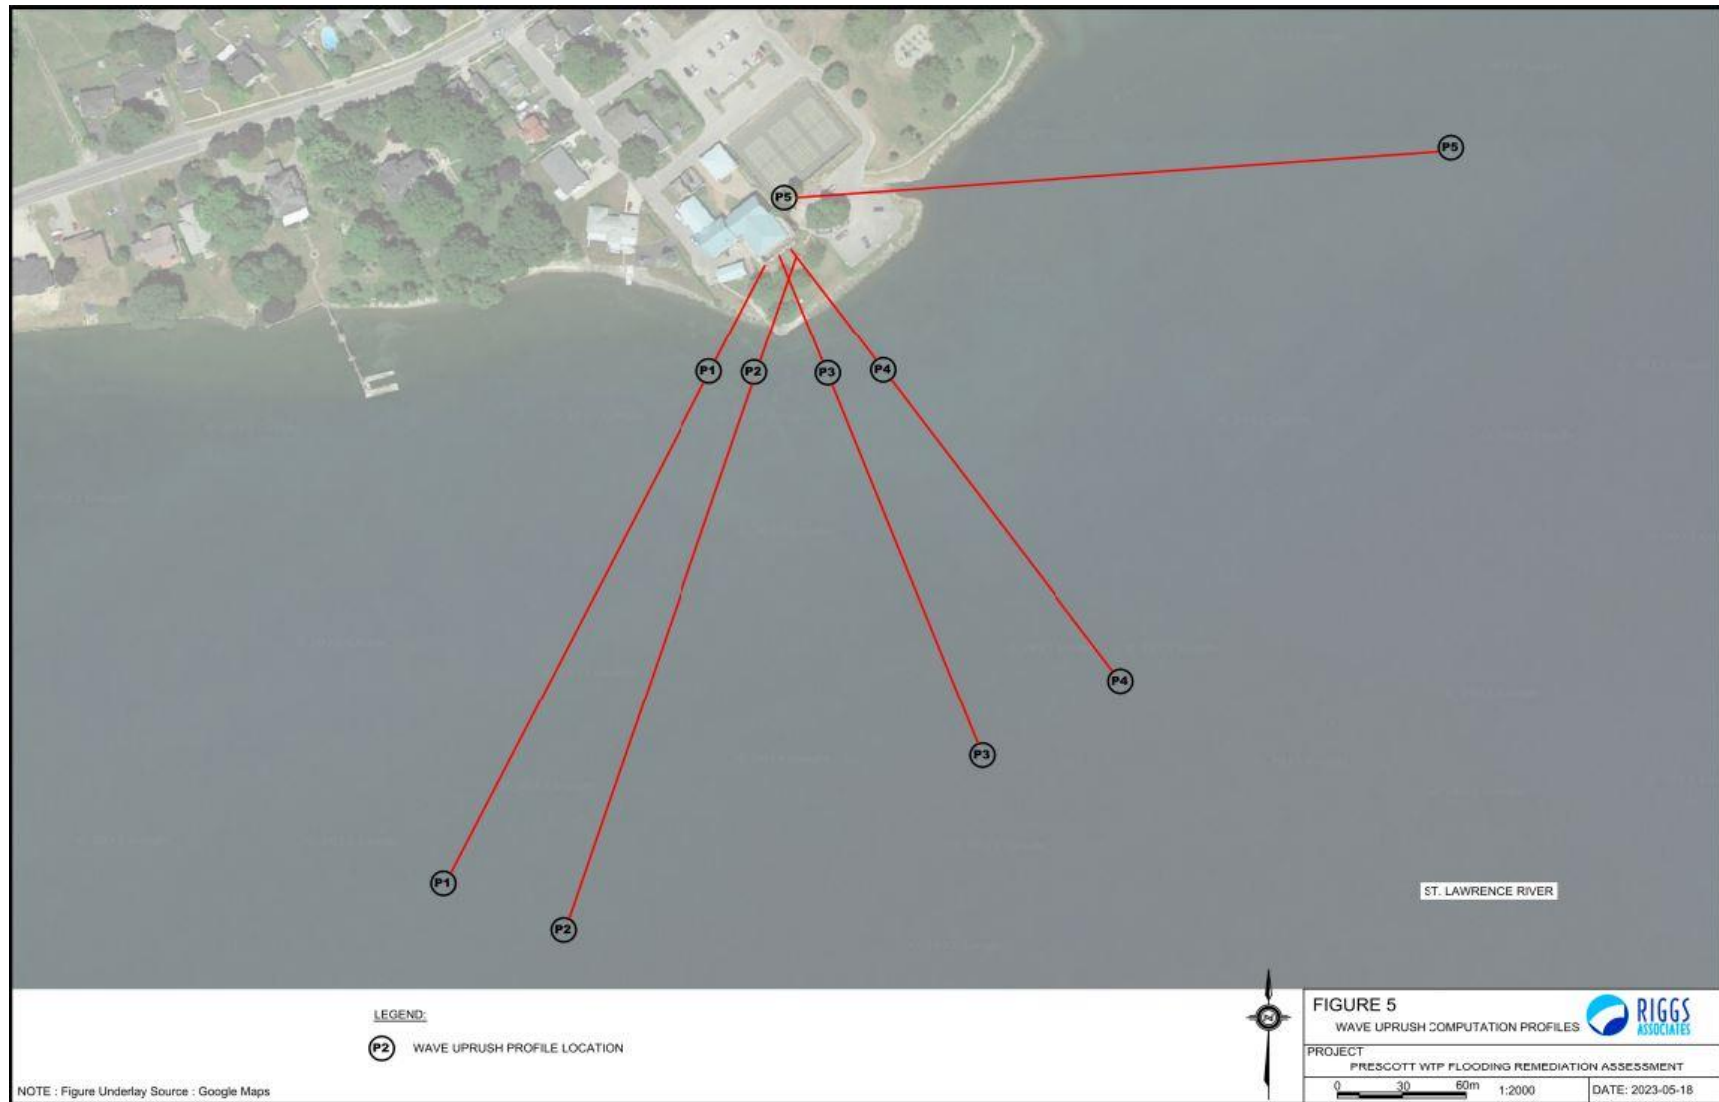 P5
P5
P1
P2
P3
P4
P4
P3
P1
P2
ST. LAWRENCE RIVER
LEGEND:
P2 WAVE UPRUSH PROFILE LOCATION
NOTE : Figure Underlay Source : Google Maps
FIGURE 5
WAVE UPRUSH COMPUTATION PROFILES
RIGGS
ASSOCIATES
PROJECT
PRESCOTT WTP FLOODING REMEDIATION ASSESSMENT
0 30 60m 1:2000
DATE: 2023-05-18